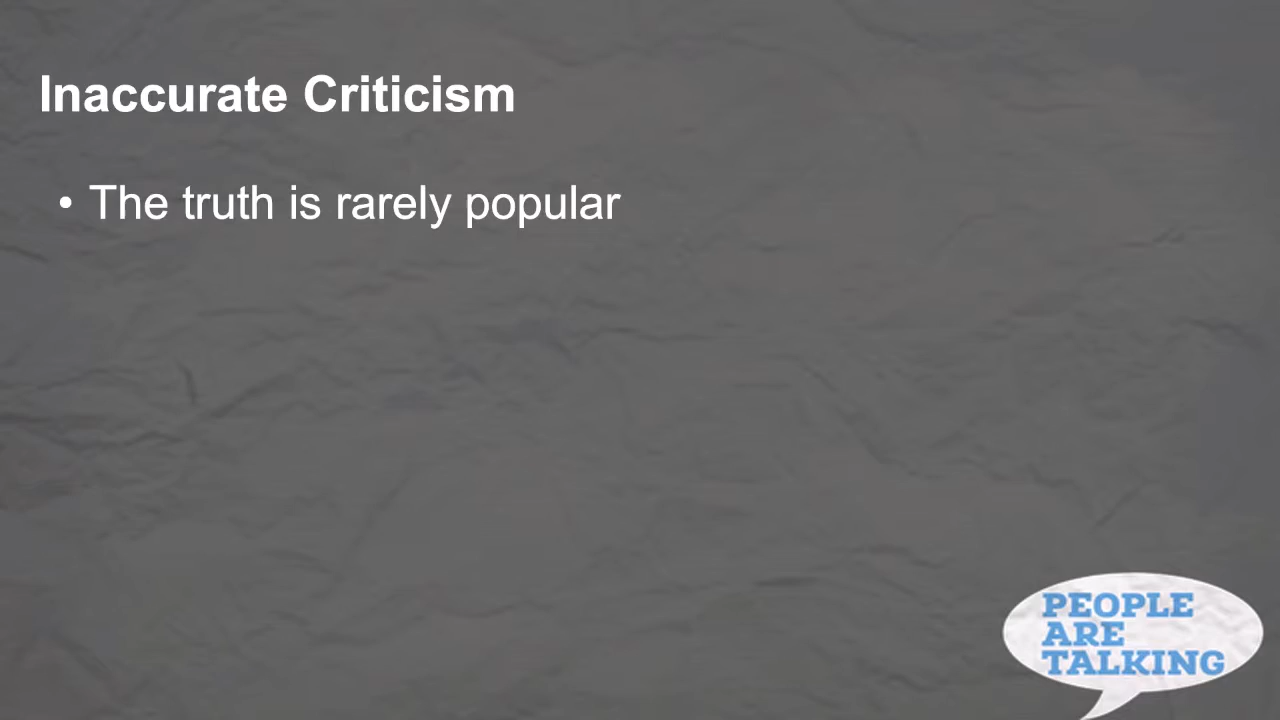 Inaccurate Criticism
• The truth is rarely popular
PEOPLE
ARE
TALKING